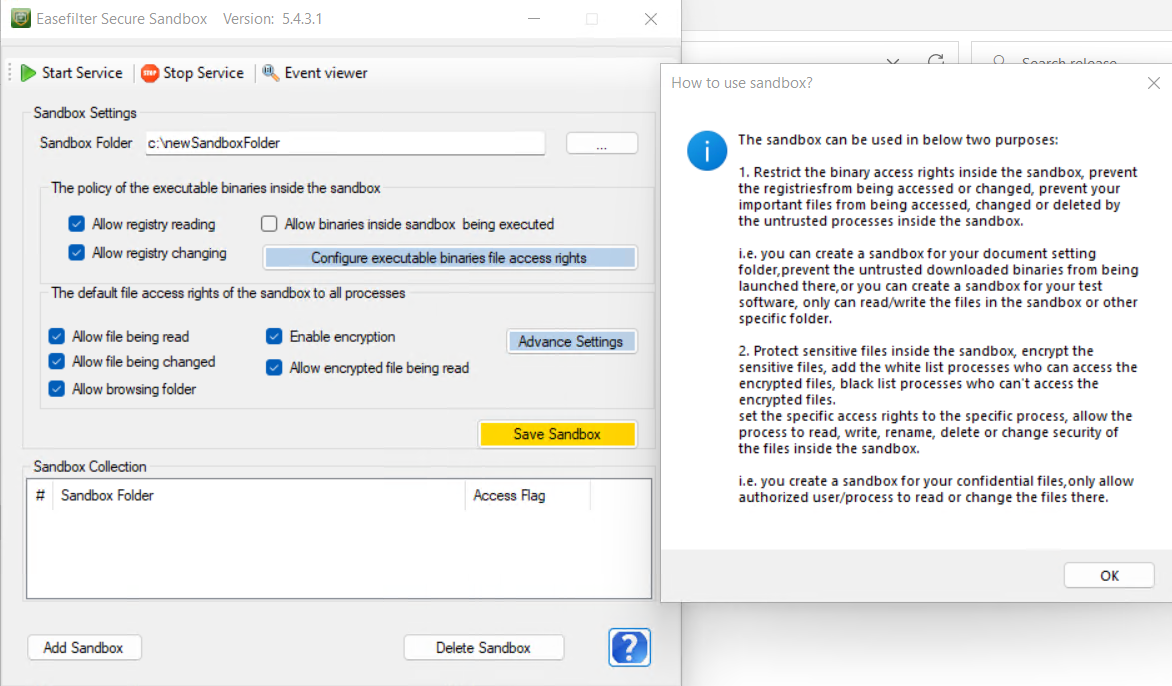 Easefilter Secure Sandbox Version: 5.4.3.1
Start Service
STOP Stop Service
Event viewer
Sandbox Settings
Sandbox Folder c:\newSandboxFolder ...
The policy of the executable binaries inside the sandbox
Allow registry reading
Allow binaries inside sandbox being executed
Allow registry changing
Configure executable binaries file access rights
The default file access rights of the sandbox to all processes
Allow file being read
Enable encryption
Advance Settings
Allow file being changed
Allow encrypted file being read
Allow browsing folder
Save Sandbox
Sandbox Collection
# Sandbox Folder Access Flag
Add Sandbox
Delete Sandbox
?
Search release
How to use sandbox?
i
The sandbox can be used in below two purposes:
1. Restrict the binary access rights inside the sandbox, prevent
the registriesfrom being accessed or changed, prevent your
important files from being accessed, changed or deleted by
the untrusted processes inside the sandbox.
i.e. you can create a sandbox for your document setting
folder,prevent the untrusted downloaded binaries from being
launched there,or you can create a sandbox for your test
software, only can read/write the files in the sandbox or other
specific folder.
2. Protect sensitive files inside the sandbox, encrypt the
sensitive files, add the white list processes who can access the
encrypted files, black list processes who can't access the
encrypted files.
set the specific access rights to the specific process, allow the
process to read, write, rename, delete or change security of
the files inside the sandbox.
i.e. you create a sandbox for your confidential files,only allow
authorized user/process to read or change the files there.
OK